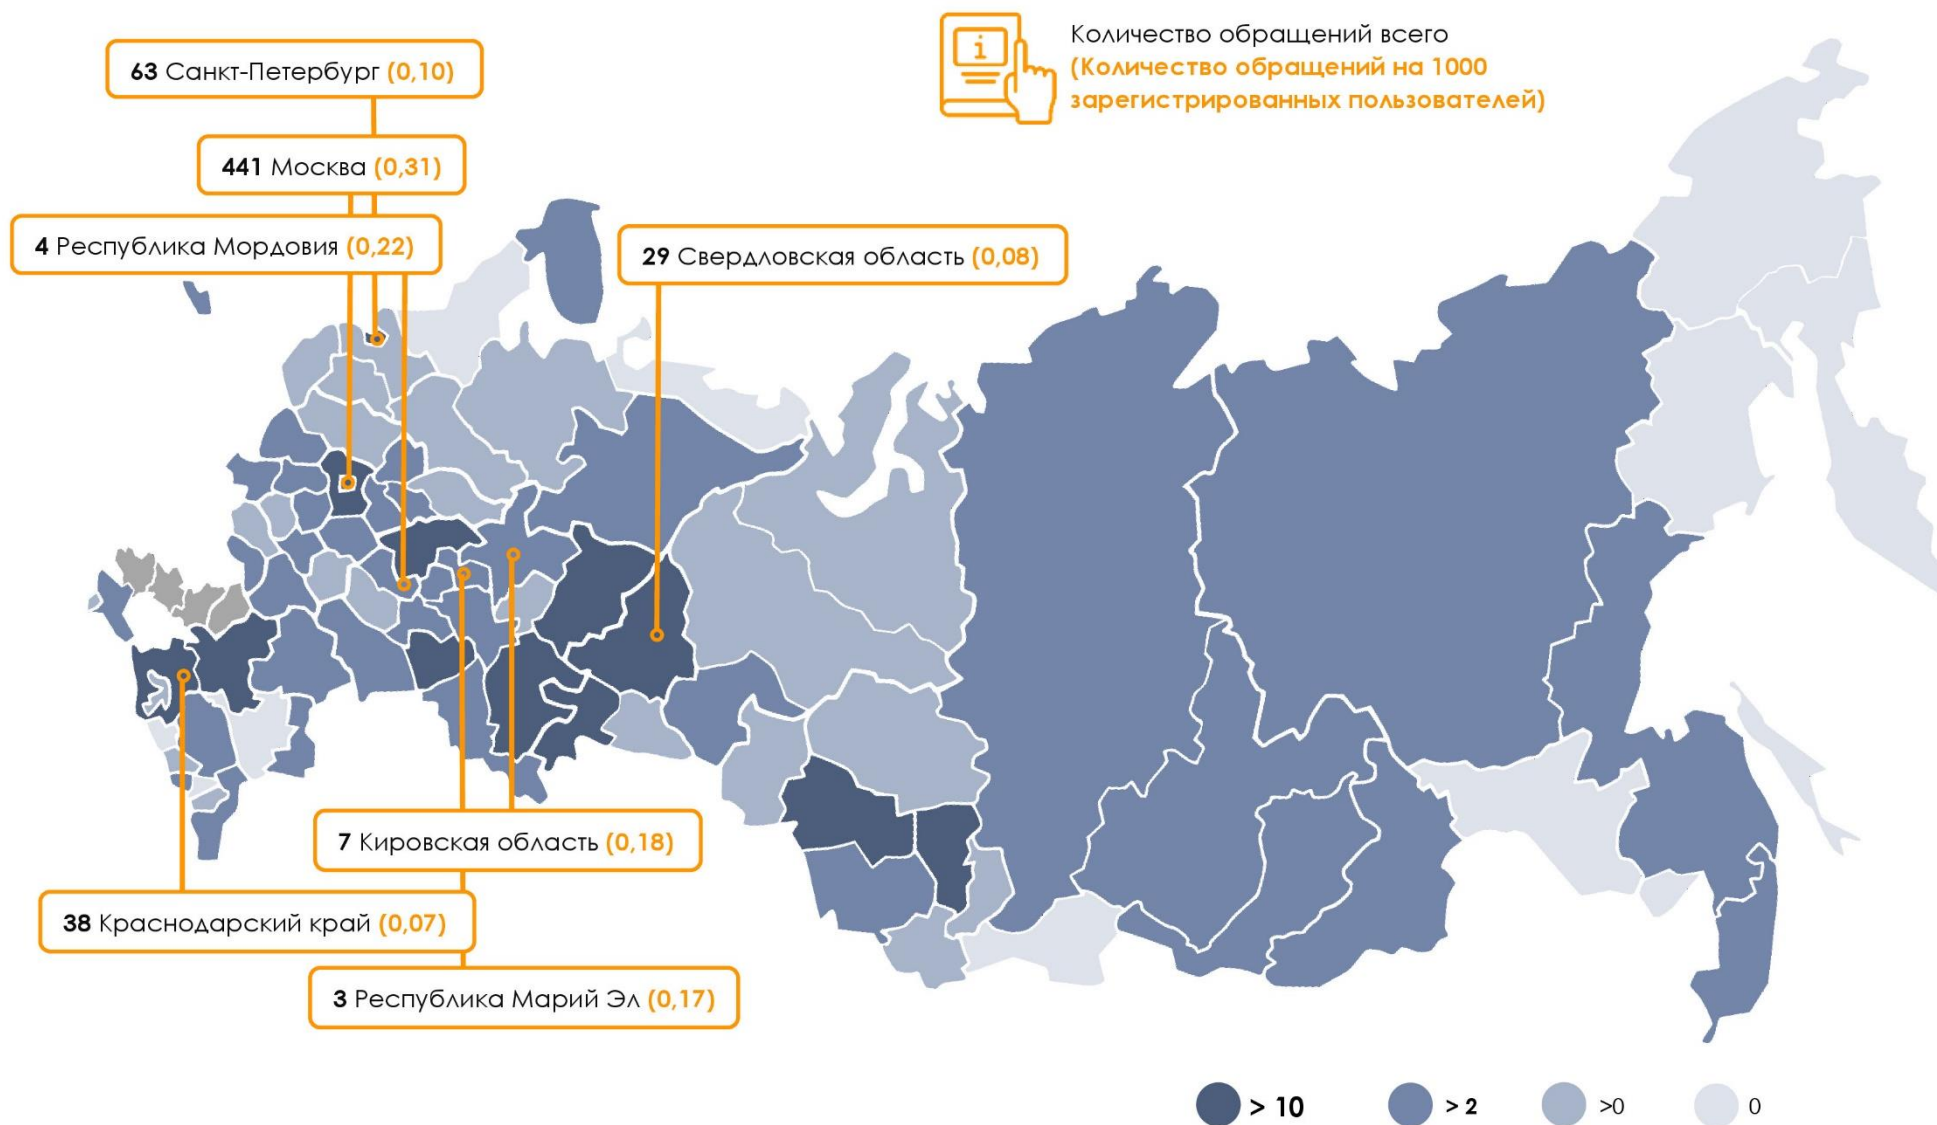 63 Санкт-Петербург (0,10)
Количество обращений всего
(Количество обращений на 1000
зарегистрированных пользователей)
i
441 Москва (0,31)
4 Республика Мордовия (0,22)
29 Свердловская область (0,08)
7 Кировская область (0,18)
38 Краснодарский край (0,07)
3 Республика Марий Эл (0,17)
> 10
> 2
>0
0